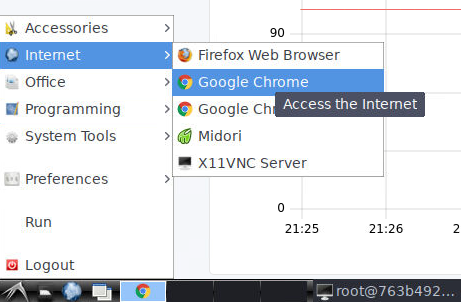 Accessories
Internet
Office
Programming
System Tools
Preferences
Run
Logout
Firefox Web Browser
Google Chrome
Google
Access the Internet
Midori
X11VNC Server
90
0
21:25
21:26
2
root@763b492...